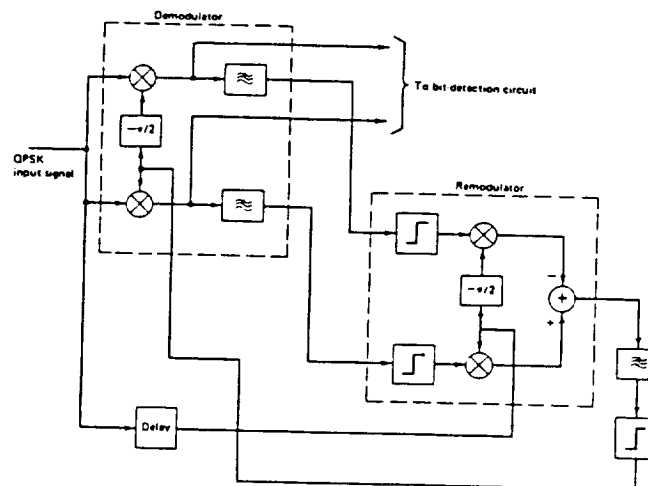 Demodulator
To bit-detection circuit
−π/2
QPSK
input signal
Remodulator
−
−π/2
+
+
Delay